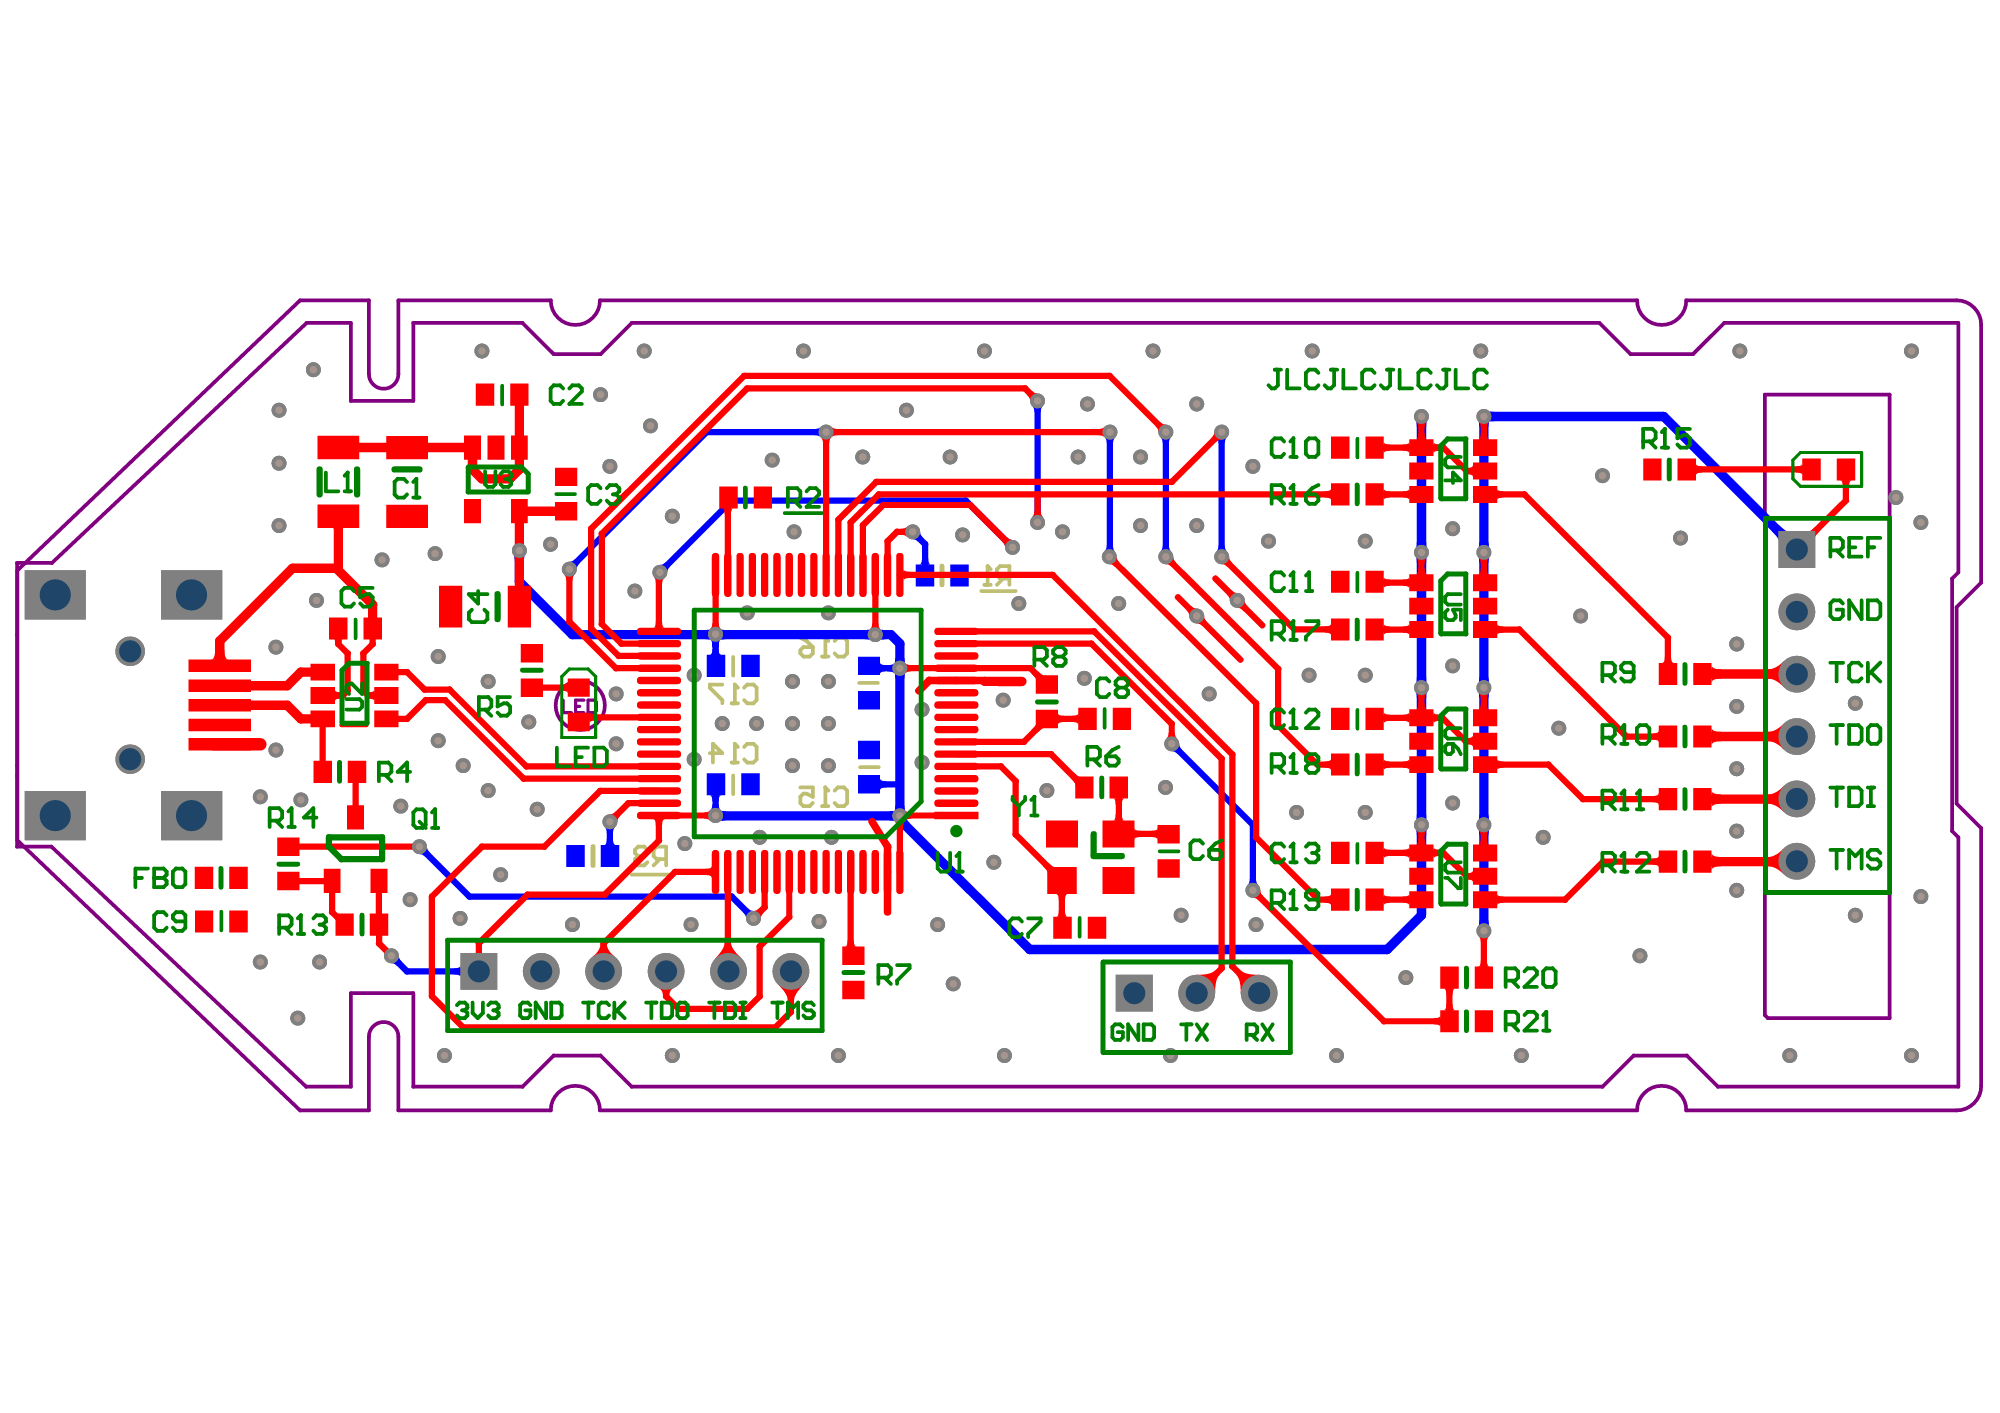 JLCJLCJLCJLC
C2
R15
C10
U4
L1
C1
U3
C3
R2
R16
REF
R1
C11
U5
C5
C4
GND
R17
C16
R8
TCK
R9
U2
C17
C8
R5
LED
LED
C12
U6
R10
TDO
C14
R6
R18
R4
C15
Y1
R11
TDI
R14
Q1
R3
C6
C13
U7
R12
TMS
U1
FB0
R19
C9
R13
C7
R7
R20
3V3 GND TCK TDO TDI TMS
R21
GND TX RX